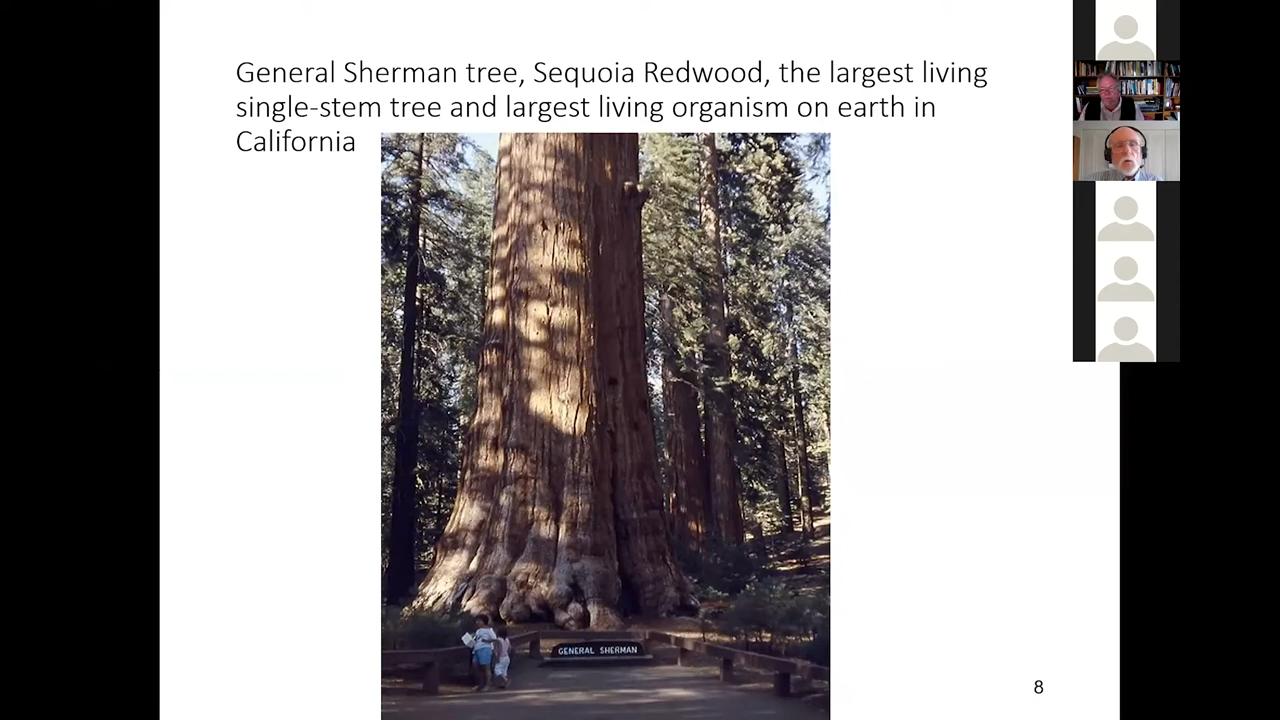 General Sherman tree, Sequoia Redwood, the largest living
single-stem tree and largest living organism on earth in
California
GENERAL SHERMAN
8